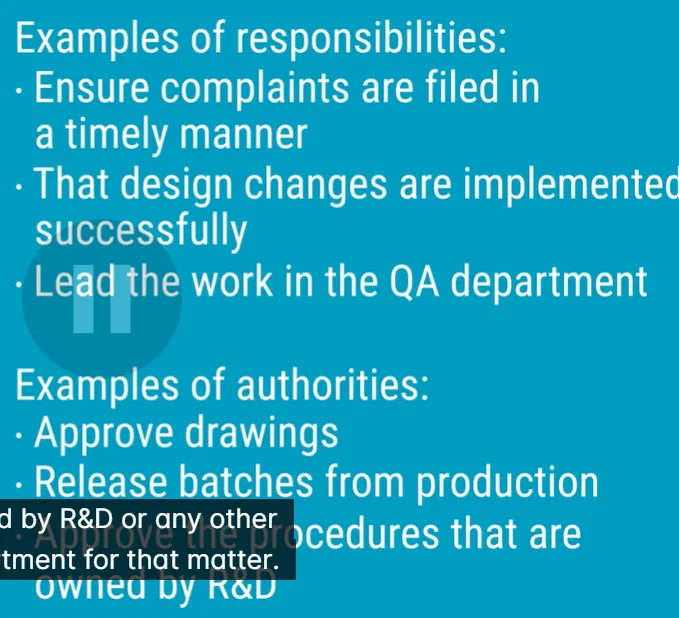 Examples of responsibilities:
· Ensure complaints are filed in
a timely manner
· That design changes are implemented
successfully
· Lead the work in the QA department
Examples of authorities:
· Approve drawings
· Release batches from production
· Approve the procedures that are
owned by R&D
d by R&D or any other
tment for that matter.